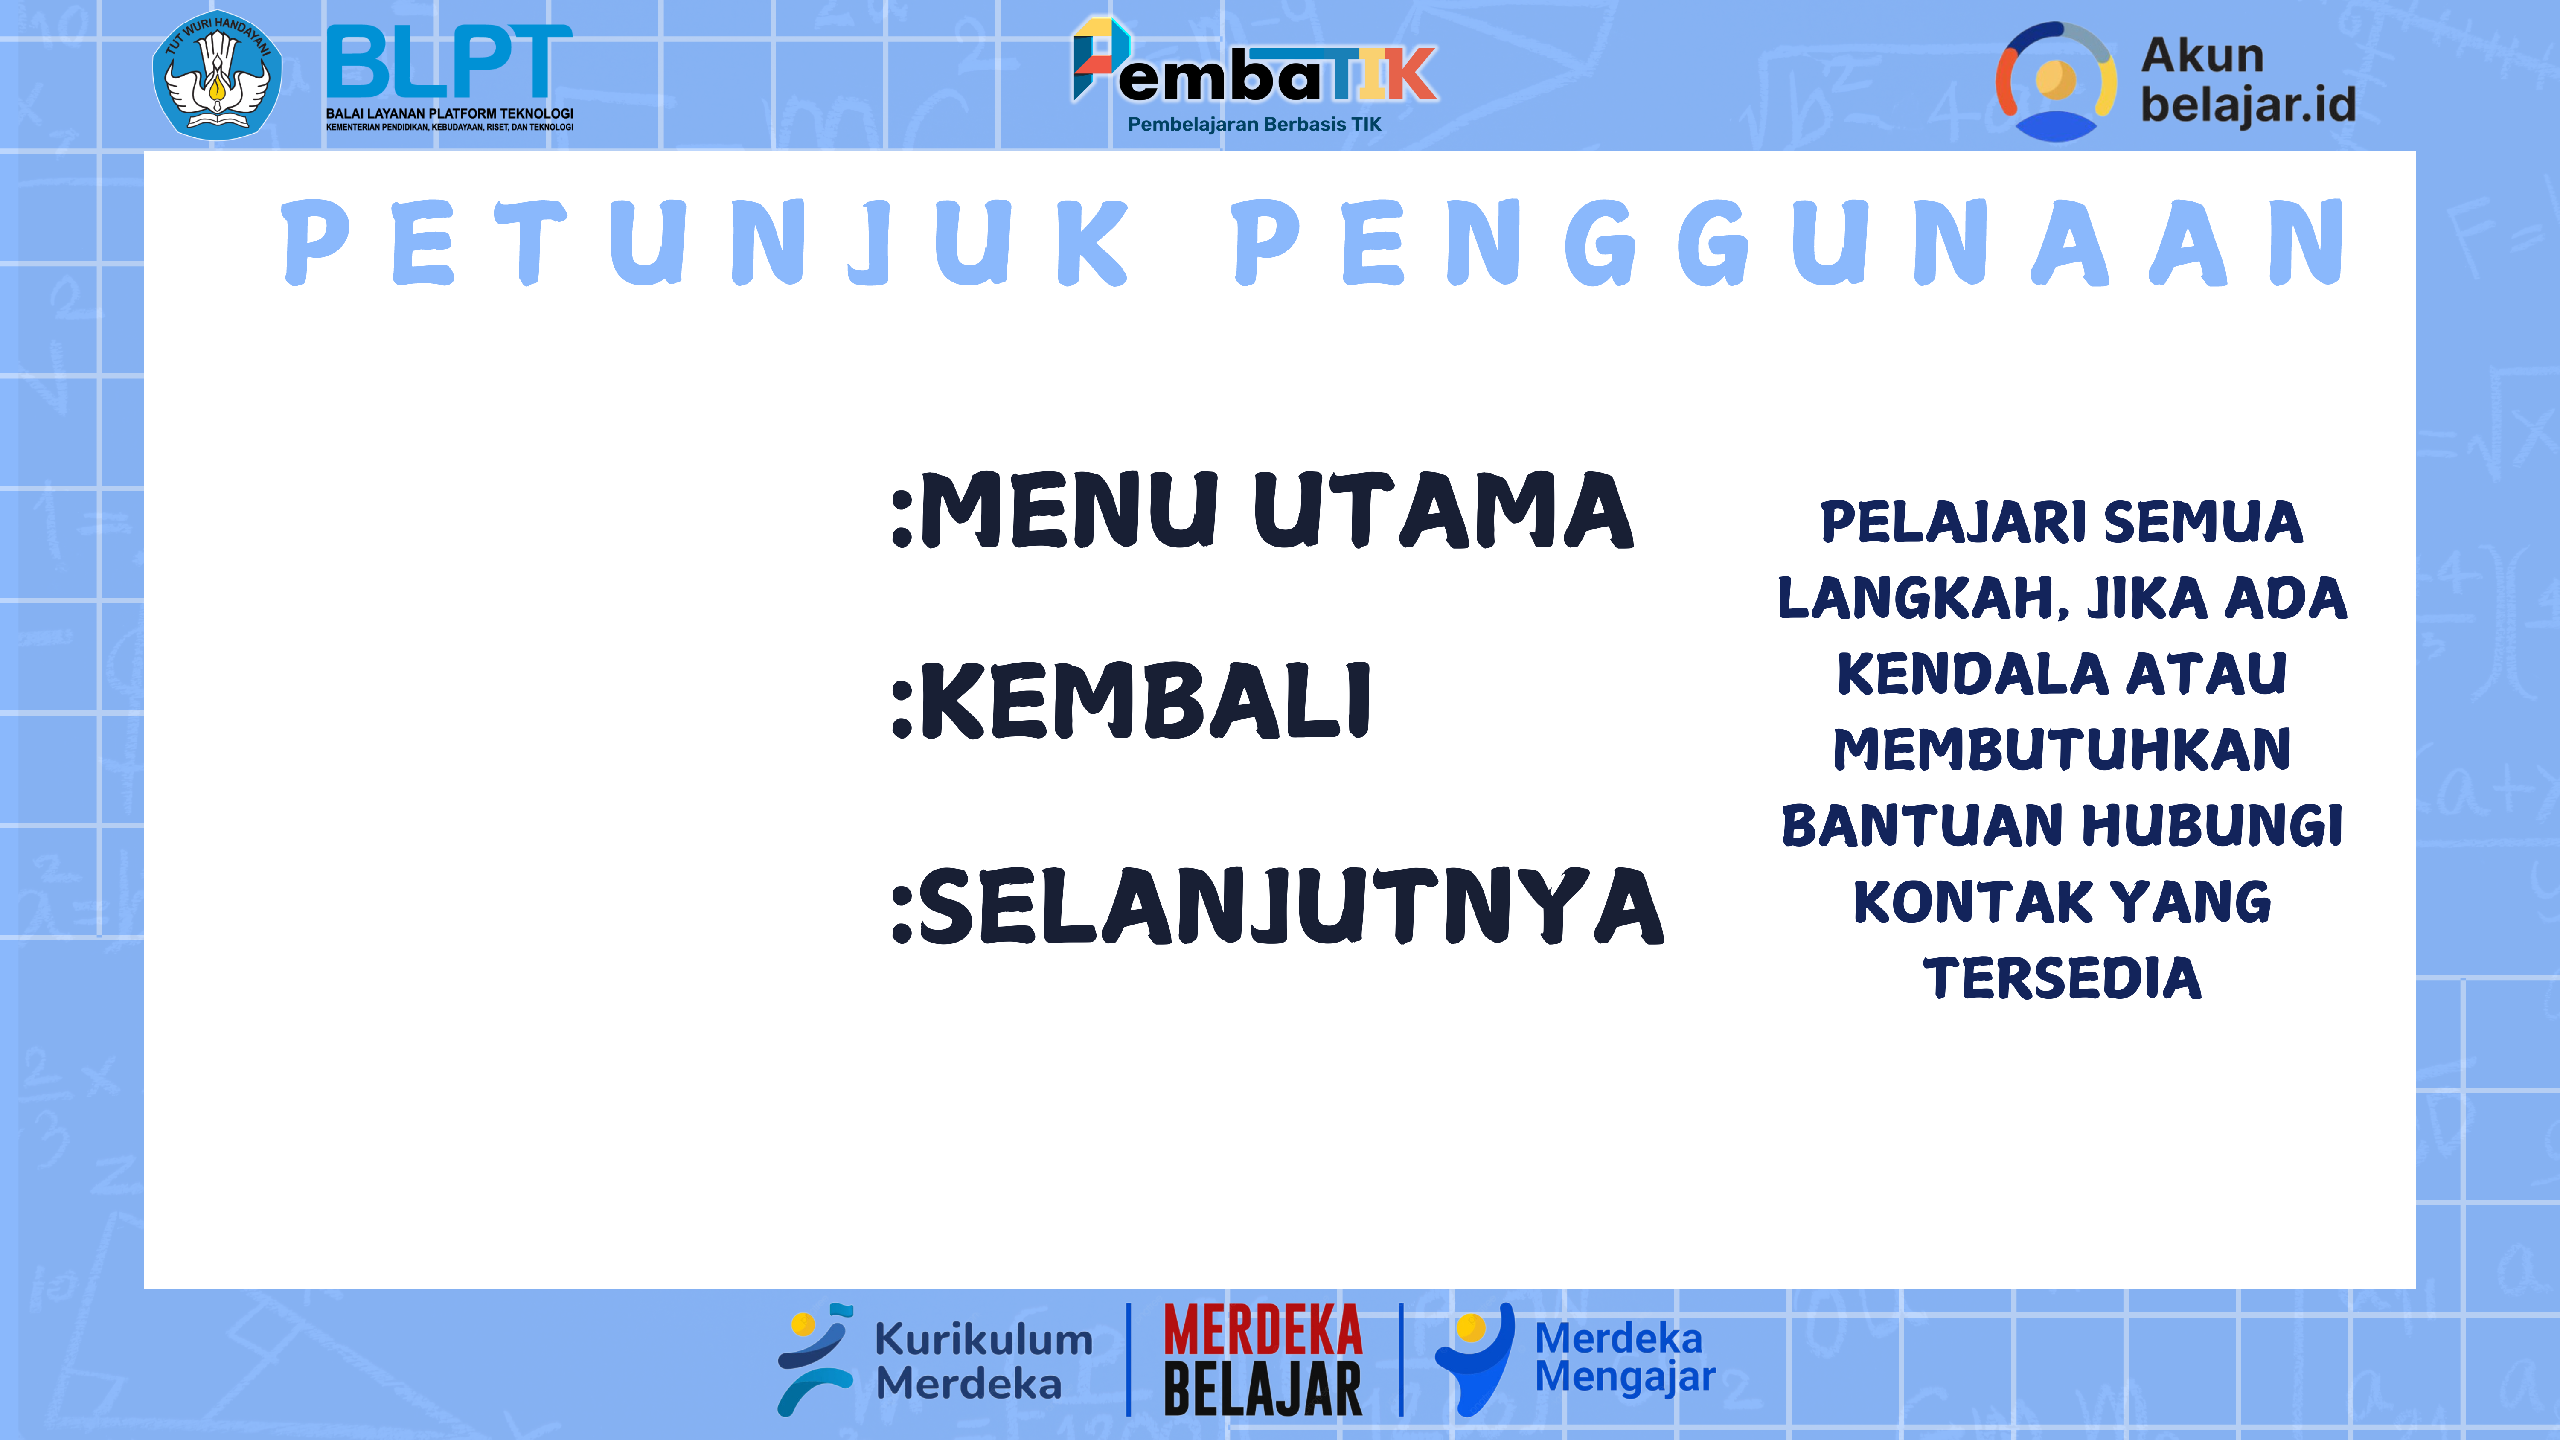 TUT WURI HANDAYANI
BLPT
BALAI LAYANAN PLATFORM TEKNOLOGI
KEMENTERIAN PENDIDIKAN, KEBUDAYAAN, RISET, DAN TEKNOLOGI
PembaTIK
Pembelajaran Berbasis TIK
Akun
belajar.id
PETUNJUK PENGGUNAAN
:MENU UTAMA
:KEMBALI
:SELANJUTNYA
PELAJARI SEMUA
LANGKAH, JIKA ADA
KENDALA ATAU
MEMBUTUHKAN
BANTUAN HUBUNGI
KONTAK YANG
TERSEDIA
Kurikulum
Merdeka
MERDEKA
BELAJAR
Merdeka
Mengajar